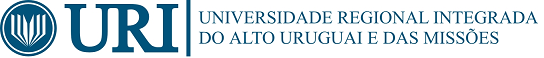 URI
UNIVERSIDADE REGIONAL INTEGRADA
DO ALTO URUGUAI E DAS MISSÕES